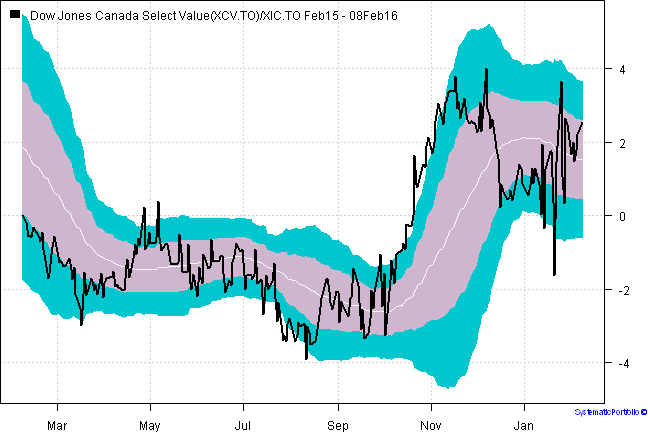 Dow Jones Canada Select Value(XCV.TO)/XIC.TO Feb15 - 08Feb16
4
2
0
-2
-4
Mar May Jul Sep Nov Jan
SystematicPortfolio ©